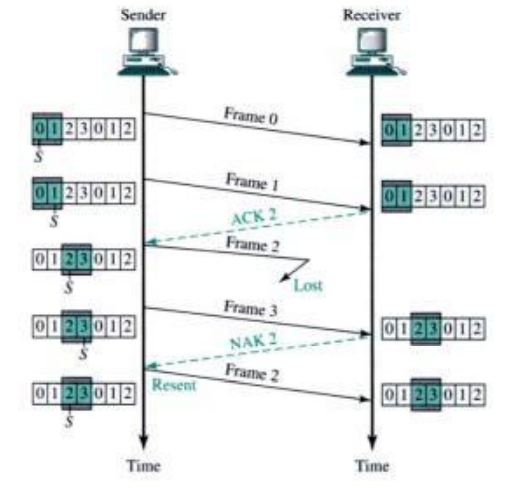 Sender Receiver
Frame 0
0 1 2 3 0 1 2 0 1 2 3 0 1 2
S
Frame 1
0 1 2 3 0 1 2 0 1 2 3 0 1 2
S
ACK 2
Frame 2
0 1 2 3 0 1 2
S
Lost
Frame 3
0 1 2 3 0 1 2 0 1 2 3 0 1 2
S
NAK 2
Frame 2
Resent
0 1 2 3 0 1 2 0 1 2 3 0 1 2
S
Time Time